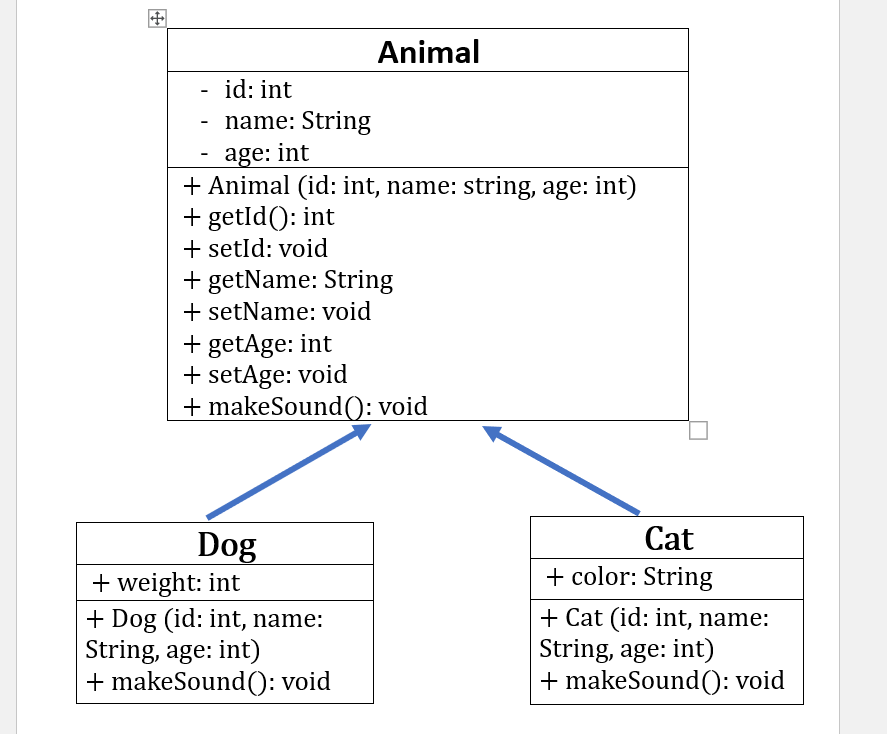 Animal
- id: int
- name: String
- age: int
+ Animal (id: int, name: string, age: int)
+ getId(): int
+ setId: void
+ getName: String
+ setName: void
+ getAge: int
+ setAge: void
+ makeSound(): void
Dog
+ weight: int
+ Dog (id: int, name:
String, age: int)
+ makeSound(): void
Cat
+ color: String
+ Cat (id: int, name:
String, age: int)
+ makeSound(): void